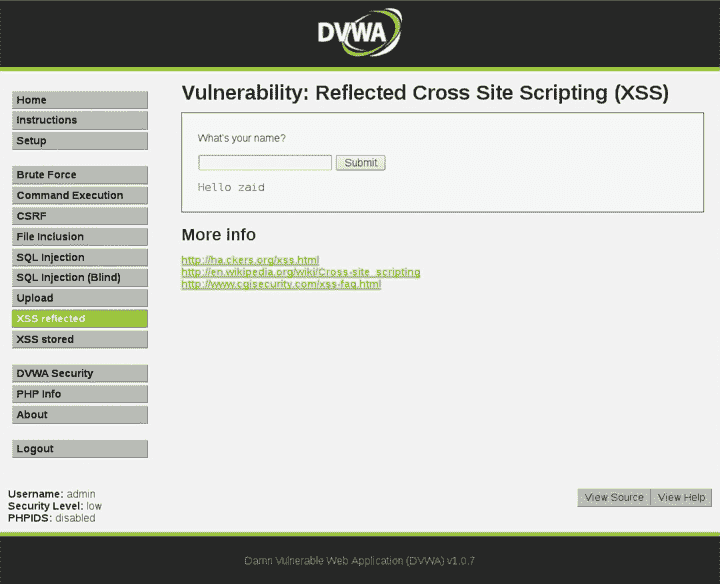 DVWA
Vulnerability: Reflected Cross Site Scripting (XSS)
Home
Instructions
Setup
Brute Force
Command Execution
CSRF
File Inclusion
SQL Injection
SQL Injection (Blind)
Upload
XSS reflected
XSS stored
DVWA Security
PHP Info
About
Logout
What's your name?
Submit
Hello zaid
More info
http://ha.ckers.org/xss.html
http://en.wikipedia.org/wiki/Cross-site_scripting
http://www.cgisecurity.com/xss-faq.html
Username: admin
Security Level: low
PHPIDS: disabled
View Source
View Help
Damn Vulnerable Web Application (DVWA) v1.0.7